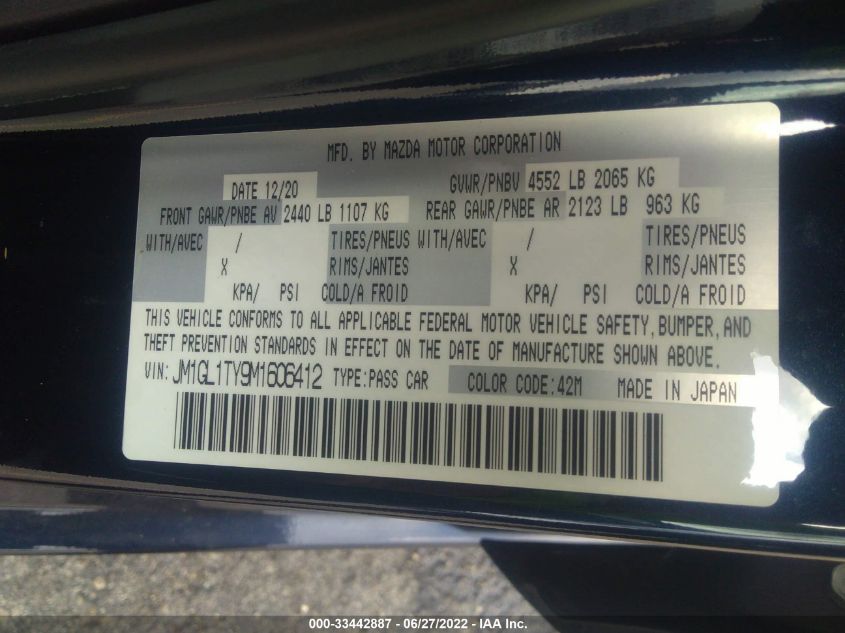 MFD. BY MAZDA MOTOR CORPORATION
DATE 12/20 GVWR/PNBV 4552 LB 2065 KG
FRONT GAWR/PNBE AV 2440 LB 1107 KG REAR GAWR/PNBE AR 2123 LB 963 KG
WITH/AVEC / TIRES/PNEUS WITH/AVEC / TIRES/PNEUS
X RIMS/JANTES X RIMS/JANTES
KPA/ PSI COLD/A FROID KPA/ PSI COLD/A FROID
THIS VEHICLE CONFORMS TO ALL APPLICABLE FEDERAL MOTOR VEHICLE SAFETY, BUMPER, AND
THEFT PREVENTION STANDARDS IN EFFECT ON THE DATE OF MANUFACTURE SHOWN ABOVE.
VIN: JM1GL1TY9M1606412 TYPE:PASS CAR COLOR CODE:42M MADE IN JAPAN
000-33442887 - 06/27/2022 - IAA Inc.